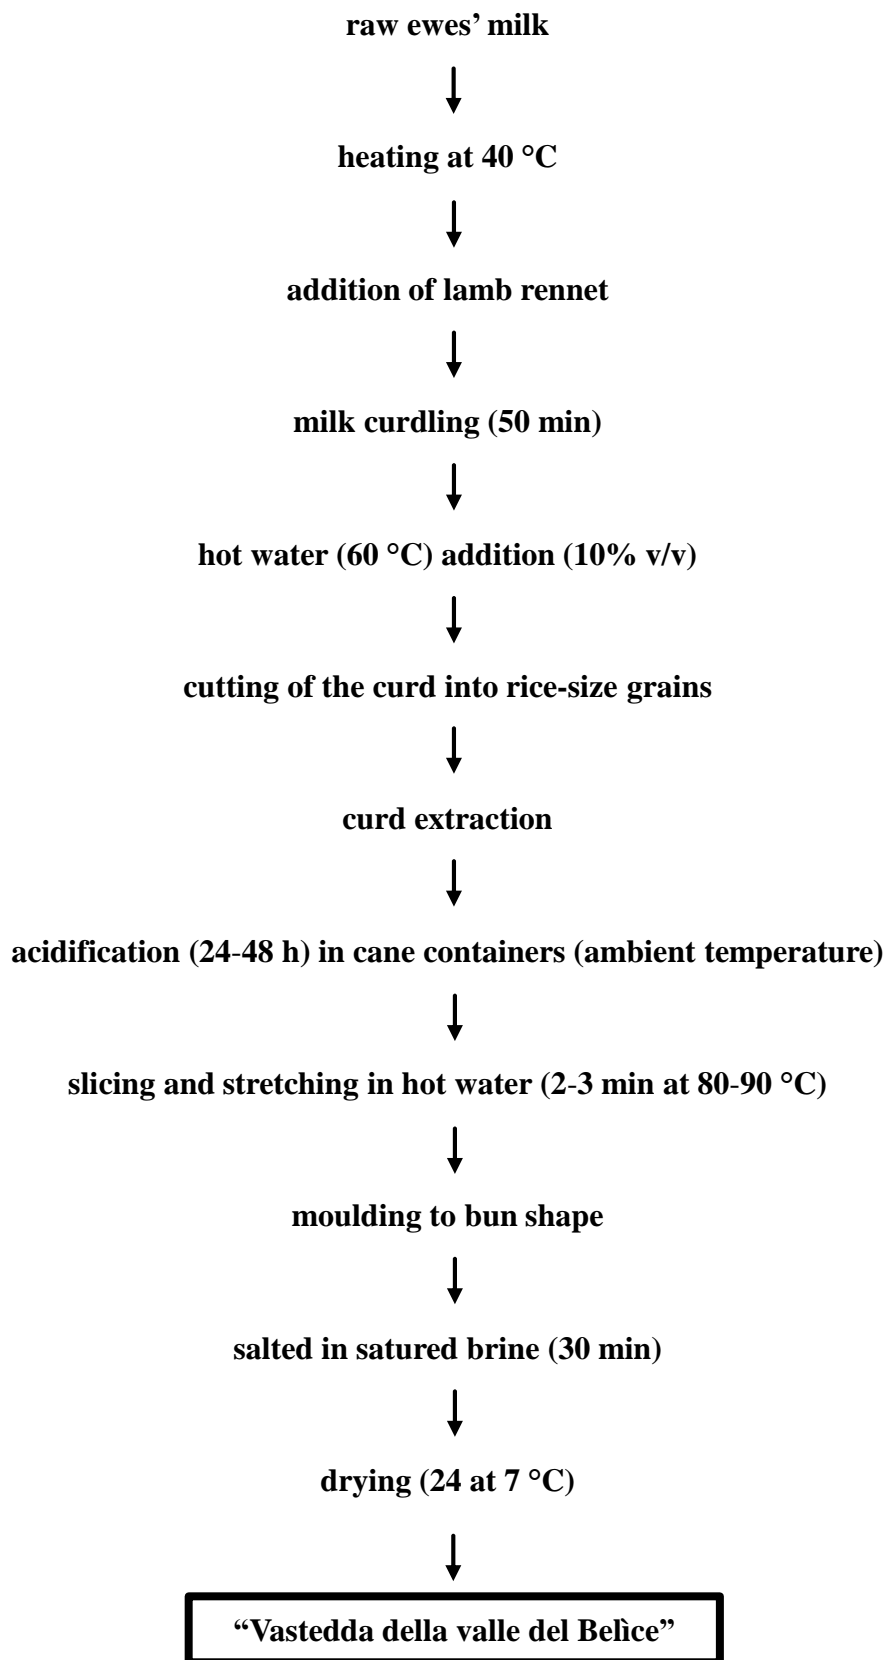 raw ewes’ milk
heating at 40 °C
addition of lamb rennet
milk curdling (50 min)
hot water (60 °C) addition (10% v/v)
cutting of the curd into rice-size grains
curd extraction
acidification (24-48 h) in cane containers (ambient temperature)
slicing and stretching in hot water (2-3 min at 80-90 °C)
moulding to bun shape
salted in satured brine (30 min)
drying (24 at 7 °C)
“Vastedda della valle del Belìce”